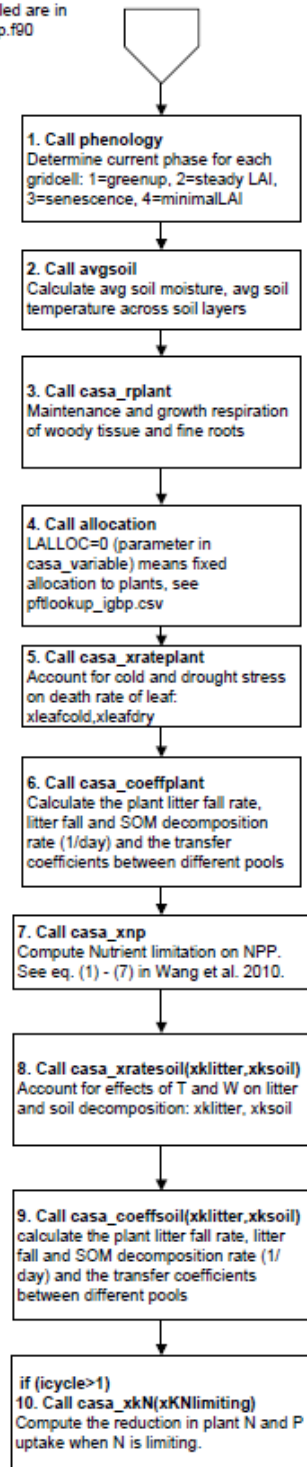 led are in
p.f90
1. Call phenology
Determine current phase for each
gridcell: 1=greenup, 2=steady LAI,
3=senescence, 4=minimalLAI
2. Call avgsoil
Calculate avg soil moisture, avg soil
temperature across soil layers
3. Call casa_rplant
Maintenance and growth respiration
of woody tissue and fine roots
4. Call allocation
LALLOC=0 (parameter in
casa_variable) means fixed
allocation to plants, see
pftlookup_igbp.csv
5. Call casa_xrateplant
Account for cold and drought stress
on death rate of leaf:
xleafcold,xleafdry
6. Call casa_coeffplant
Calculate the plant litter fall rate,
litter fall and SOM decomposition
rate (1/day) and the transfer
coefficients between different pools
7. Call casa_xnp
Compute Nutrient limitation on NPP.
See eq. (1) - (7) in Wang et al. 2010.
8. Call casa_xratesoil(xklitter,xksoil)
Account for effects of T and W on litter
and soil decomposition: xklitter, xksoil
9. Call casa_coeffsoil(xklitter,xksoil)
calculate the plant litter fall rate, litter
fall and SOM decomposition rate (1/
day) and the transfer coefficients
between different pools
if (icycle>1)
10. Call casa_xkN(xKNlimiting)
Compute the reduction in plant N and P
uptake when N is limiting.